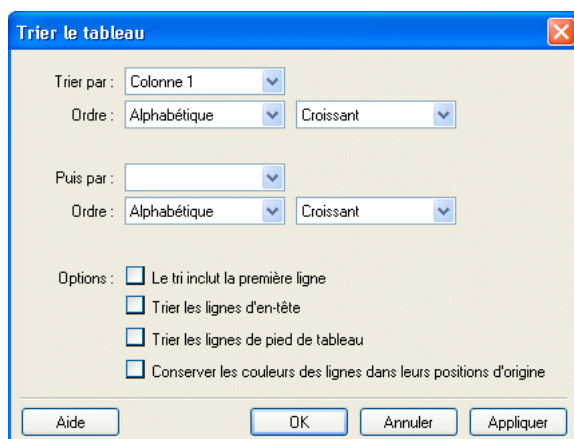 Trier le tableau
Trier par : Colonne 1
Ordre : Alphabétique Croissant
Puis par :
Ordre : Alphabétique Croissant
Options : Le tri inclut la première ligne
Trier les lignes d'en-tête
Trier les lignes de pied de tableau
Conserver les couleurs des lignes dans leurs positions d'origine
Aide OK Annuler Appliquer